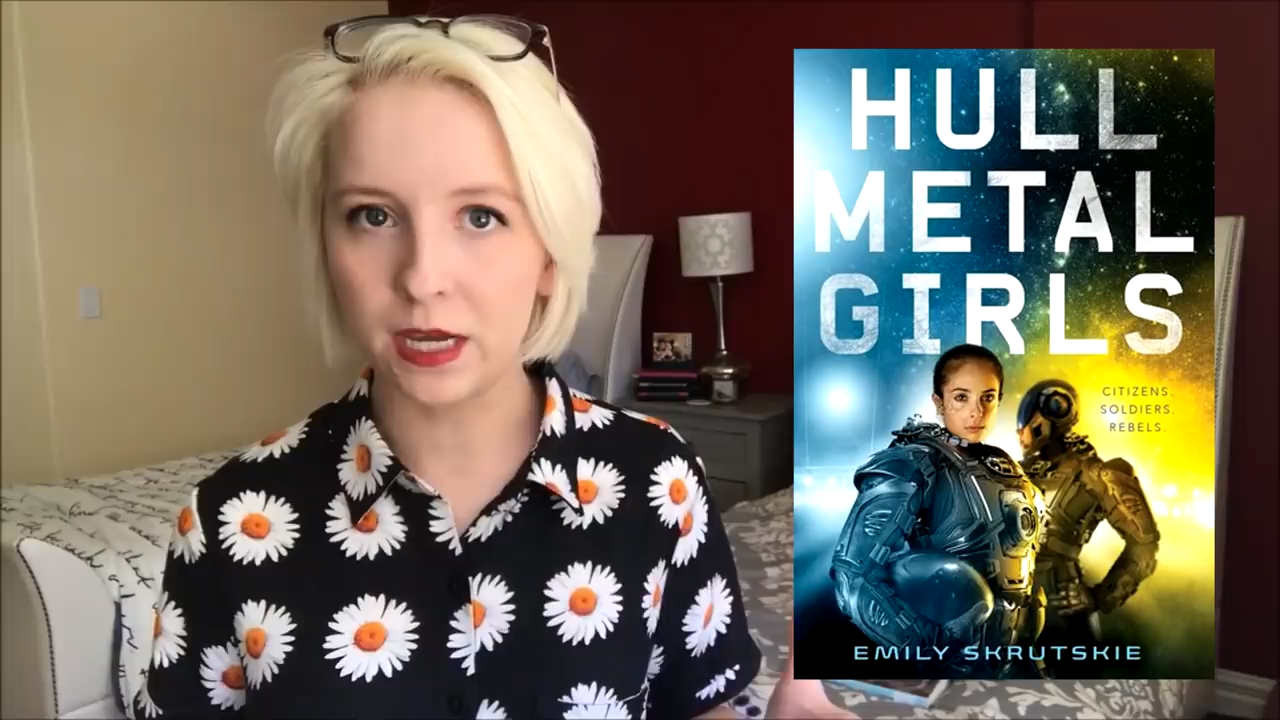 HULL
METAL
GIRLS
CITIZENS.
SOLDIERS.
REBELS.
EMILY SKRUTSKIE